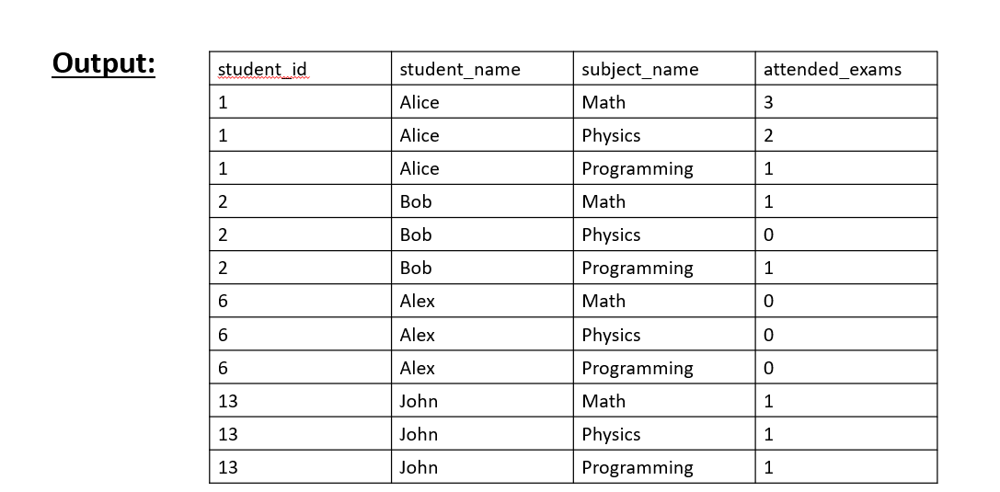 Output:
student_id student_name subject_name attended_exams
1 Alice Math 3
1 Alice Physics 2
1 Alice Programming 1
2 Bob Math 1
2 Bob Physics 0
2 Bob Programming 1
6 Alex Math 0
6 Alex Physics 0
6 Alex Programming 0
13 John Math 1
13 John Physics 1
13 John Programming 1